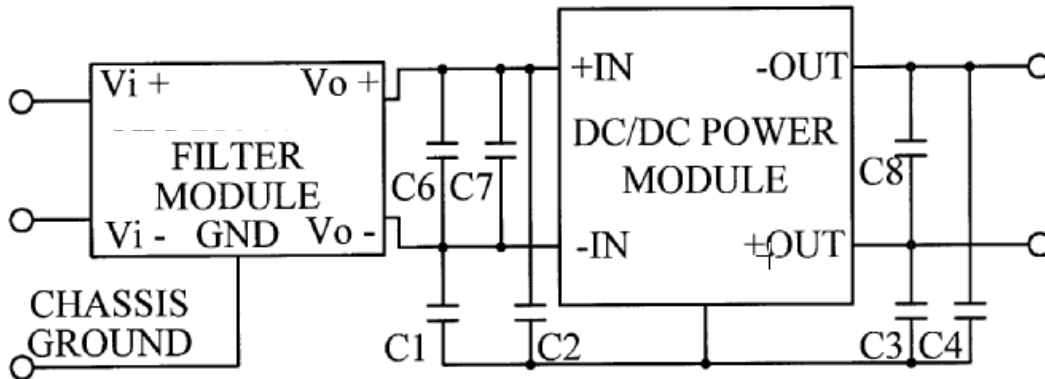 Vi + Vo +
FILTER
MODULE
Vi - GND Vo -
CHASSIS
GROUND
C6 C7
C1 C2
+IN -OUT
DC/DC POWER
MODULE
-IN +OUT
C8
C3 C4